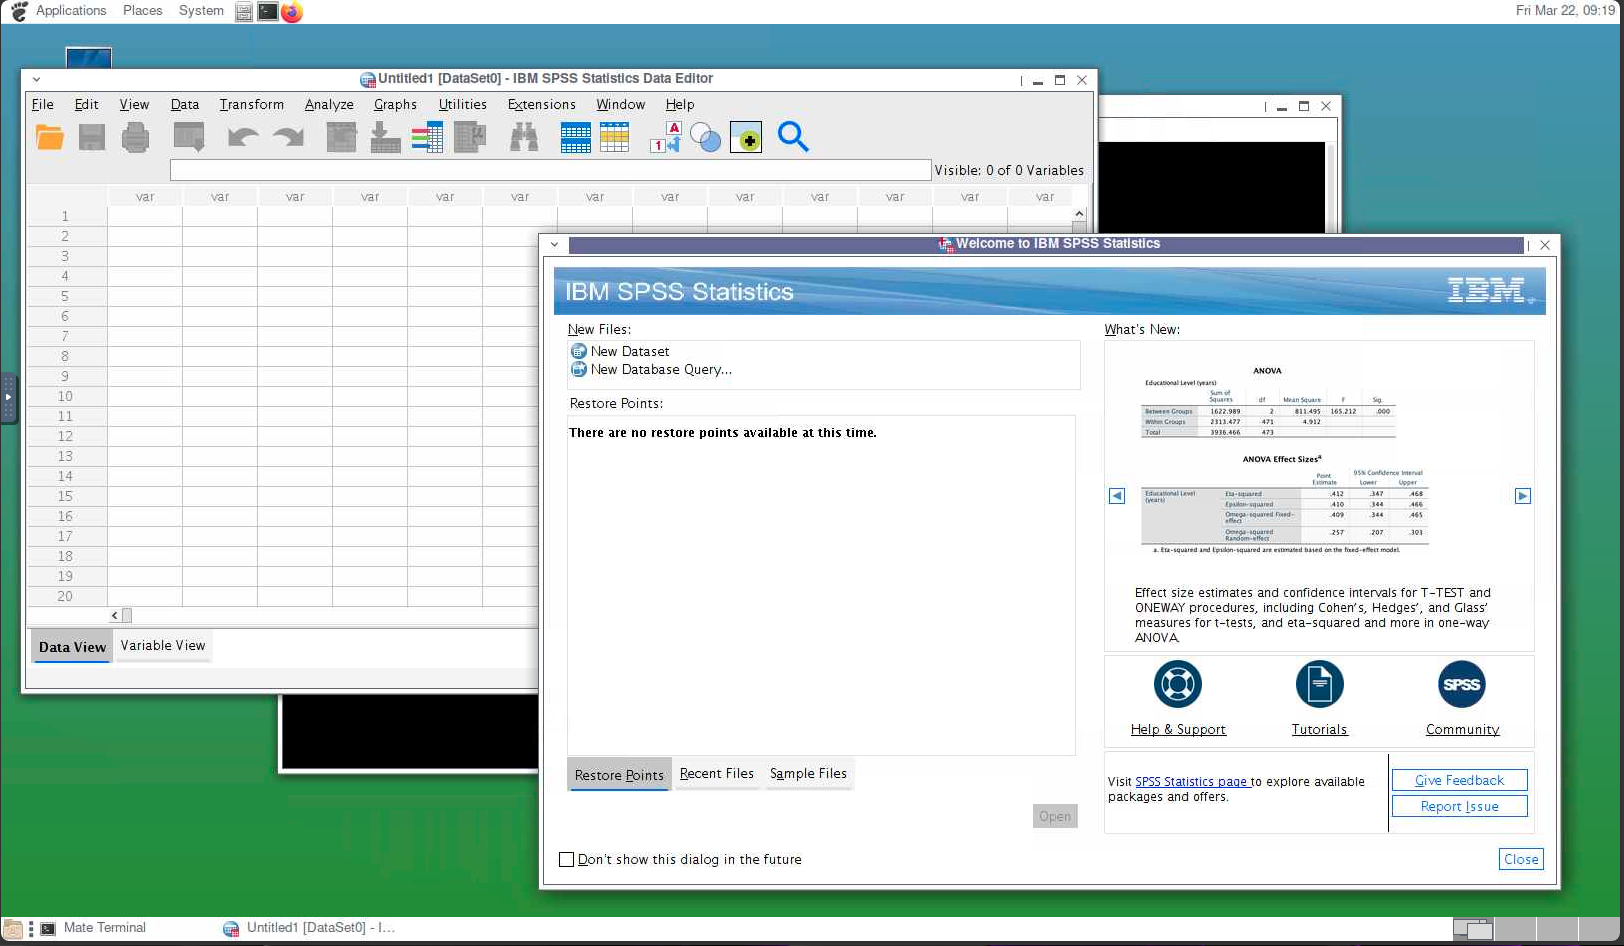 Applications Places System
Fri Mar 22, 09:19
Untitled1 [DataSet0] - IBM SPSS Statistics Data Editor
File Edit View Data Transform Analyze Graphs Utilities Extensions Window Help
Visible: 0 of 0 Variables
var var var var var var var var var var var var var
1
2
3
4
5
6
7
8
9
10
11
12
13
14
15
16
17
18
19
20
Data View Variable View
Welcome to IBM SPSS Statistics
IBM SPSS Statistics
IBM
New Files:
New Dataset
New Database Query...
Restore Points:
There are no restore points available at this time.
Restore Points Recent Files Sample Files
Open
Don't show this dialog in the future
What's New:
ANOVA
Educational Level (years)
Sum of Squares df Mean Square F Sig.
Between Groups 1622.989 2 811.495 165.212 .000
Within Groups 2313.477 471 4.912
Total 3936.466 473
ANOVA Effect Sizesa
Point Estimate 95% Confidence Interval
Lower Upper
Educational Level (years) Eta-squared .412 .347 .468
Epsilon-squared .410 .344 .466
Omega-squared Fixed-effect .409 .344 .465
Omega-squared Random-effect .257 .207 .303
a. Eta-squared and Epsilon-squared are estimated based on the fixed-effect model.
Effect size estimates and confidence intervals for T-TEST and
ONEWAY procedures, including Cohen's, Hedges', and Glass'
measures for t-tests, and eta-squared and more in one-way
ANOVA.
SPSS
Help & Support Tutorials Community
Visit SPSS Statistics page to explore available
packages and offers.
Give Feedback
Report Issue
Close
Mate Terminal
Untitled1 [DataSet0] - I...